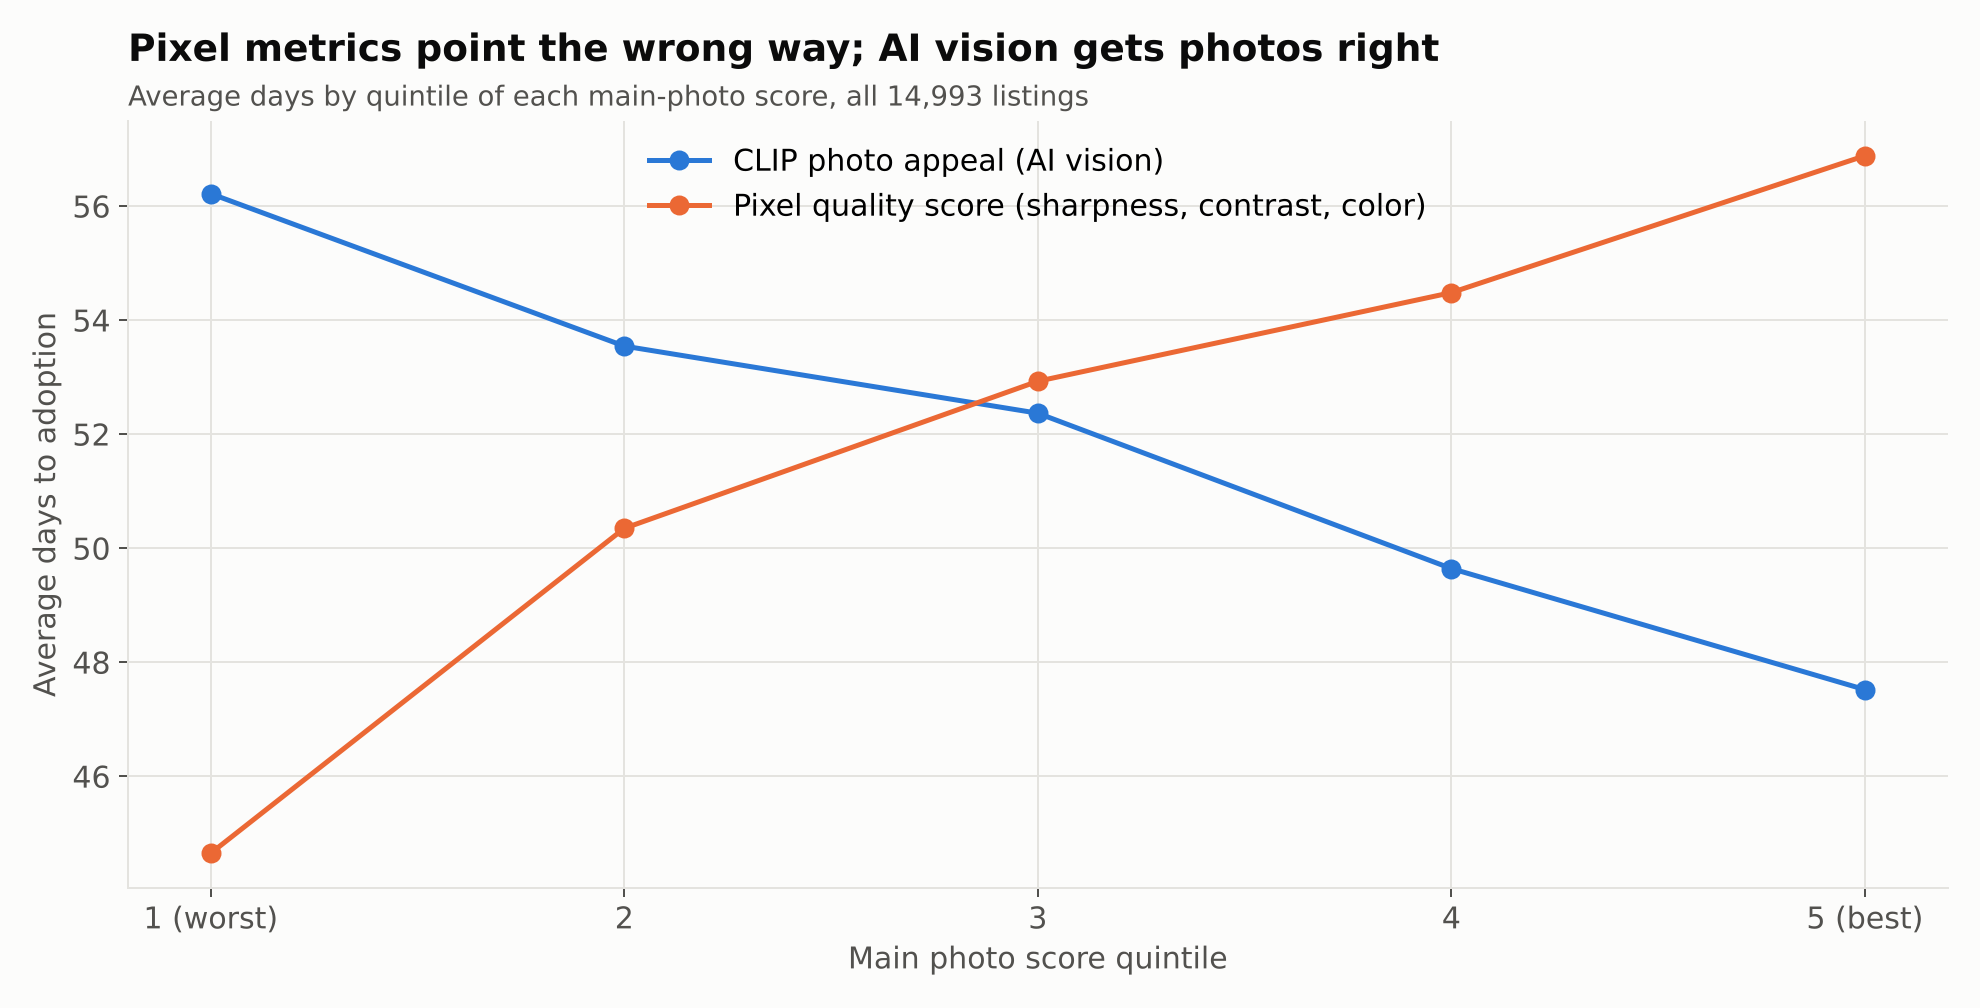 Pixel metrics point the wrong way; AI vision gets photos right
Average days by quintile of each main-photo score, all 14,993 listings
CLIP photo appeal (AI vision)
Pixel quality score (sharpness, contrast, color)
Average days to adoption
56
54
52
50
48
46
1 (worst)
2
3
4
5 (best)
Main photo score quintile